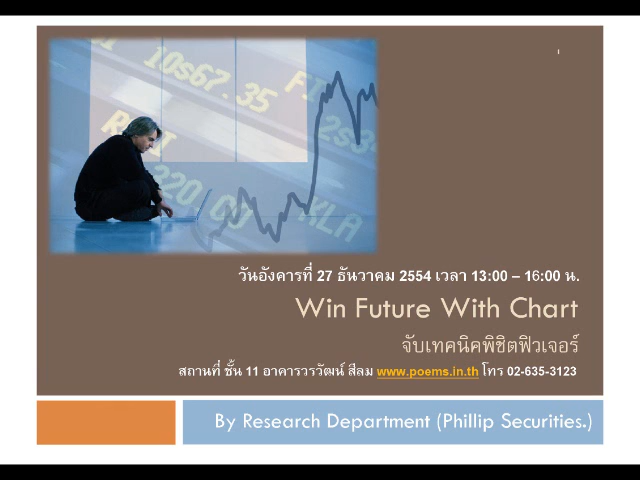 1
10s67.35
วันอังคารที่ 27 ธันวาคม 2554 เวลา 13:00 – 16:00 น.
Win Future With Chart
จับเทคนิคพิชิตฟิวเจอร์
สถานที่ ชั้น 11 อาคารวรวัฒน์ สีลม www.poems.in.th โทร 02-635-3123
By Research Department (Phillip Securities.)